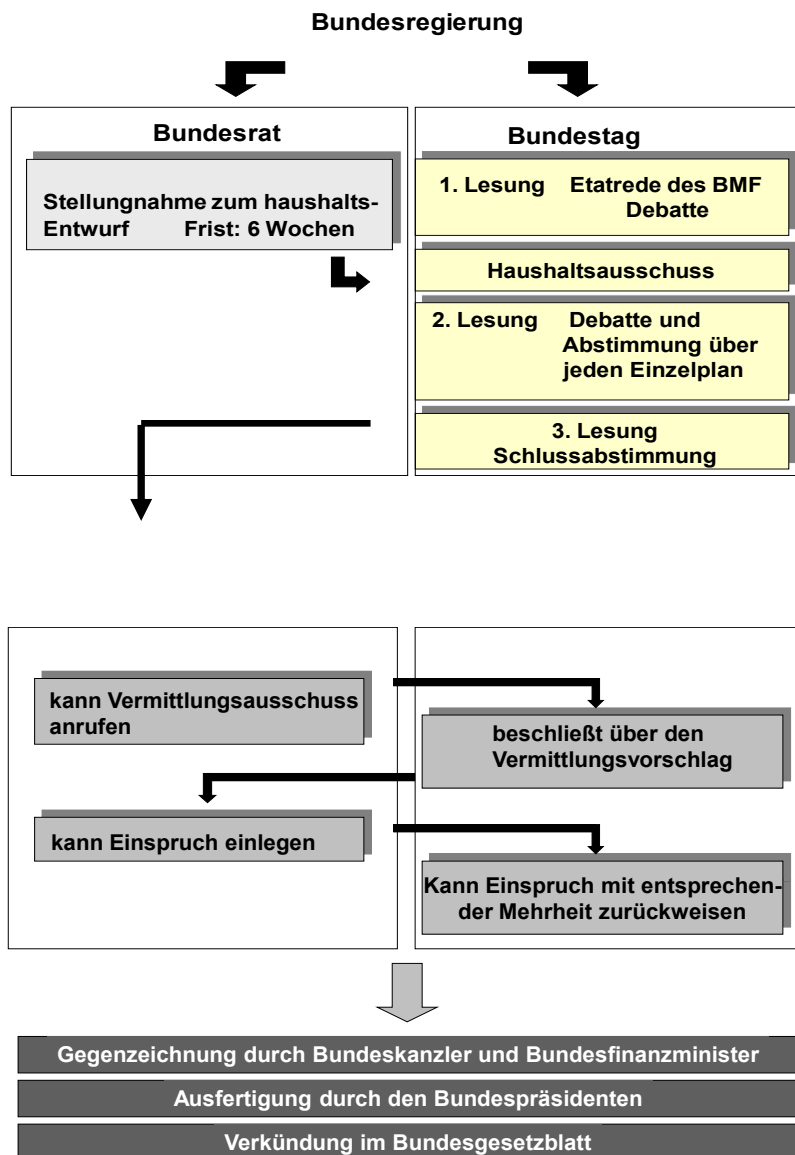 Bundesregierung
Bundesrat
Stellungnahme zum haushalts-
Entwurf Frist: 6 Wochen
Bundestag
1. Lesung Etatrede des BMF
Debatte
Haushaltsausschuss
2. Lesung Debatte und
Abstimmung über
jeden Einzelplan
3. Lesung
Schlussabstimmung
kann Vermittlungsausschuss
anrufen
beschließt über den
Vermittlungsvorschlag
kann Einspruch einlegen
Kann Einspruch mit entsprechen-
der Mehrheit zurückweisen
Gegenzeichnung durch Bundeskanzler und Bundesfinanzminister
Ausfertigung durch den Bundespräsidenten
Verkündung im Bundesgesetzblatt